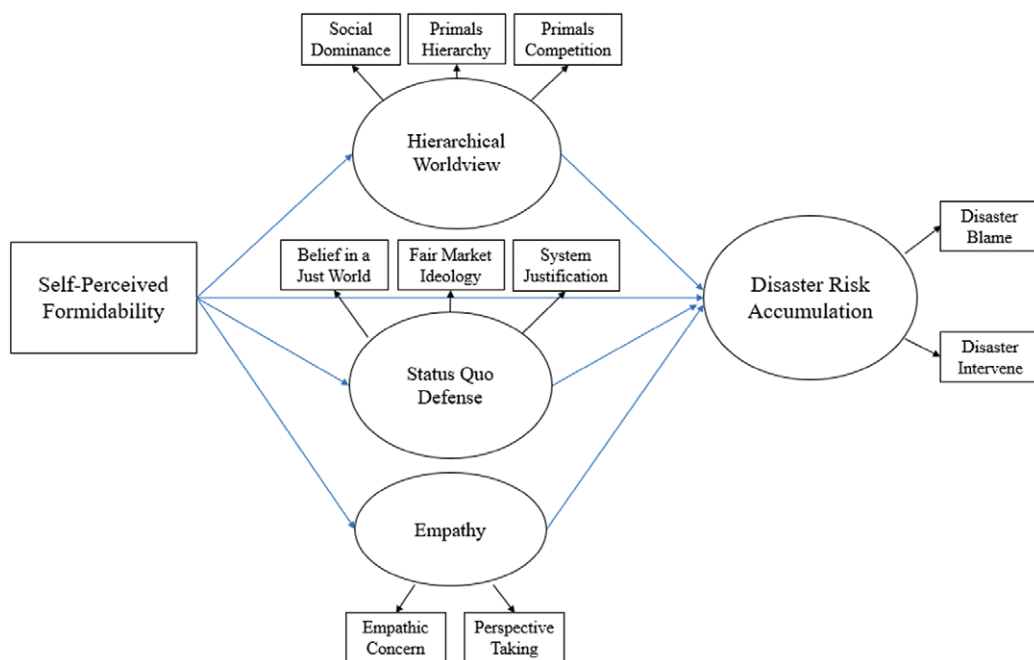 Social
Dominance
Primals
Hierarchy
Primals
Competition
Hierarchical
Worldview
Disaster
Blame
Belief in a
Just World
Fair Market
Ideology
System
Justification
Self-Perceived
Formidability
Disaster Risk
Accumulation
Disaster
Intervene
Status Quo
Defense
Empathy
Empathic
Concern
Perspective
Taking